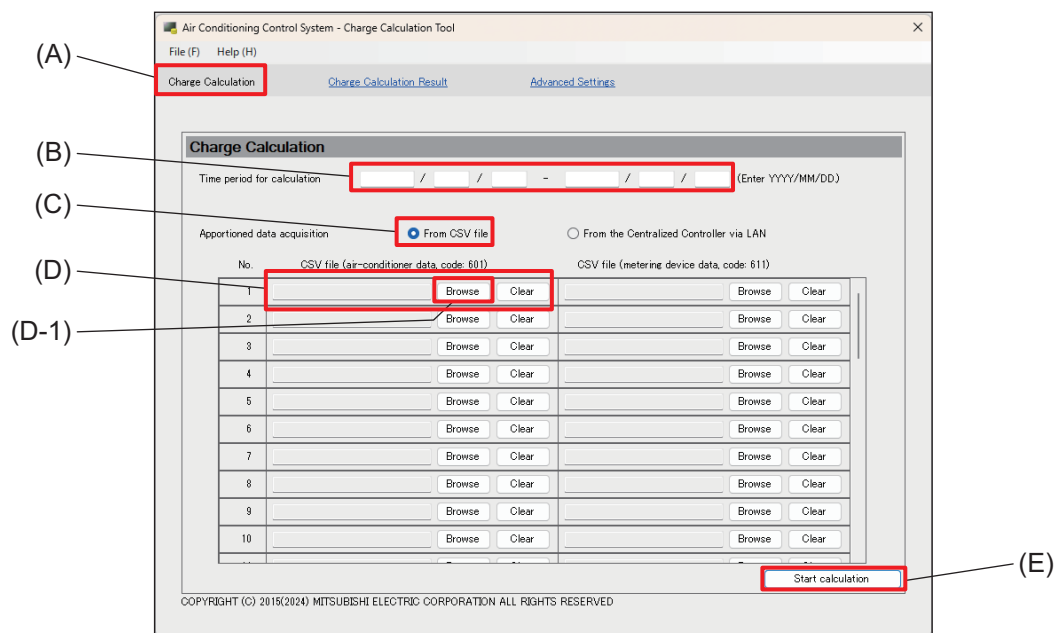 Air Conditioning Control System - Charge Calculation Tool
File (F) Help (H)
(A)
Charge Calculation Charge Calculation Result Advanced Settings
Charge Calculation
(B)
Time period for calculation / / - / / (Enter YYYY/MM/DD.)
(C)
Apportioned data acquisition From CSV file From the Centralized Controller via LAN
No. CSV file (air-conditioner data, code: 601) CSV file (metering device data, code: 611)
(D)
1 Browse Clear Browse Clear
(D-1)
2 Browse Clear Browse Clear
3 Browse Clear Browse Clear
4 Browse Clear Browse Clear
5 Browse Clear Browse Clear
6 Browse Clear Browse Clear
7 Browse Clear Browse Clear
8 Browse Clear Browse Clear
9 Browse Clear Browse Clear
10 Browse Clear Browse Clear
(E)
Start calculation
COPYRIGHT (C) 2015(2024) MITSUBISHI ELECTRIC CORPORATION ALL RIGHTS RESERVED